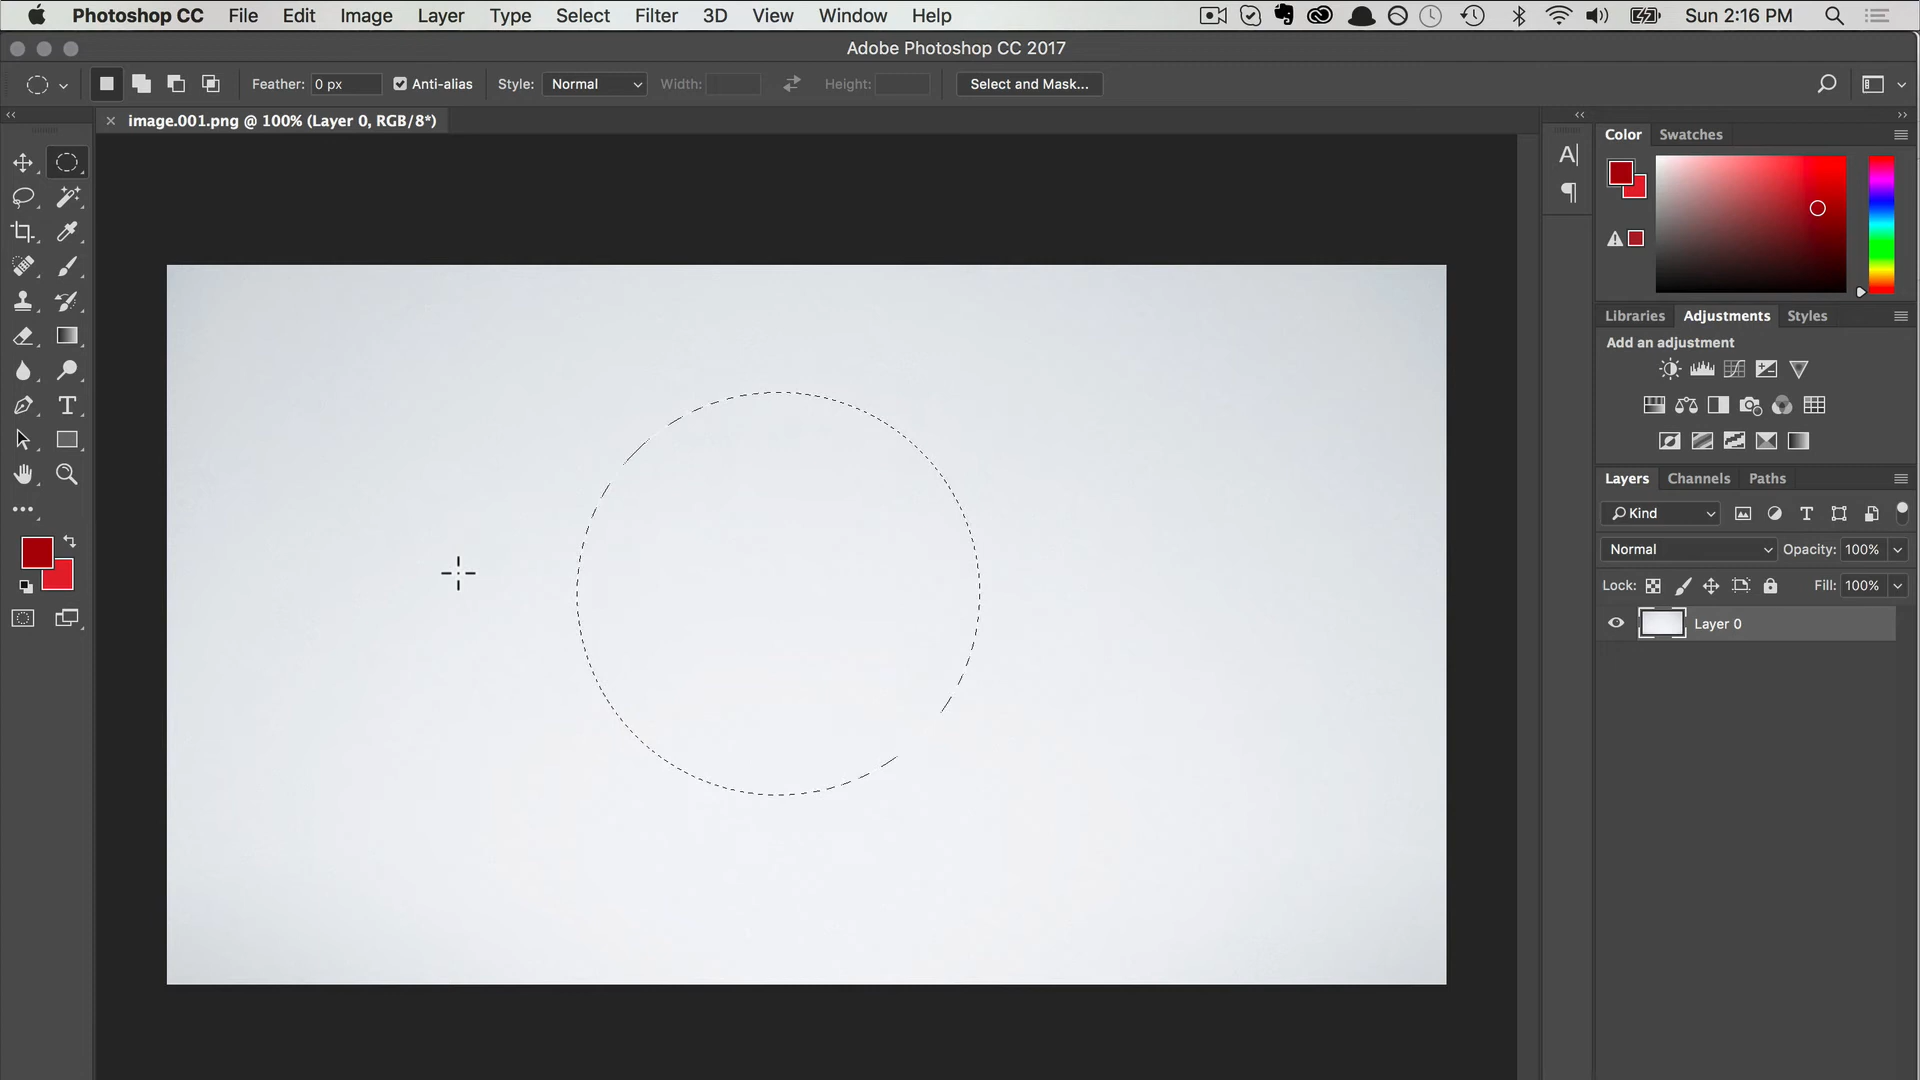 Photoshop CC File Edit Image Layer Type Select Filter 3D View Window Help Sun 2:16 PM
Adobe Photoshop CC 2017
Feather: 0 px Anti-alias Style: Normal Width: Height: Select and Mask...
image.001.png @ 100% (Layer 0, RGB/8*)
Color Swatches
Libraries Adjustments Styles
Add an adjustment
Layers Channels Paths
Kind
Normal Opacity: 100%
Lock: Fill: 100%
Layer 0